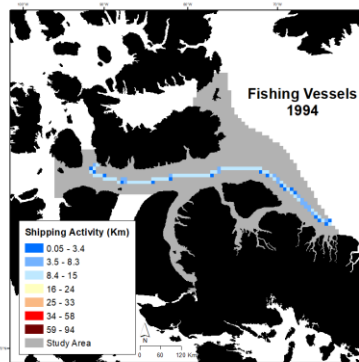 Fishing Vessels
1994
Shipping Activity (Km)
0.05 - 3.4
3.5 - 8.3
8.4 - 15
16 - 24
25 - 33
34 - 58
59 - 94
Study Area
N
0 60 120 Km